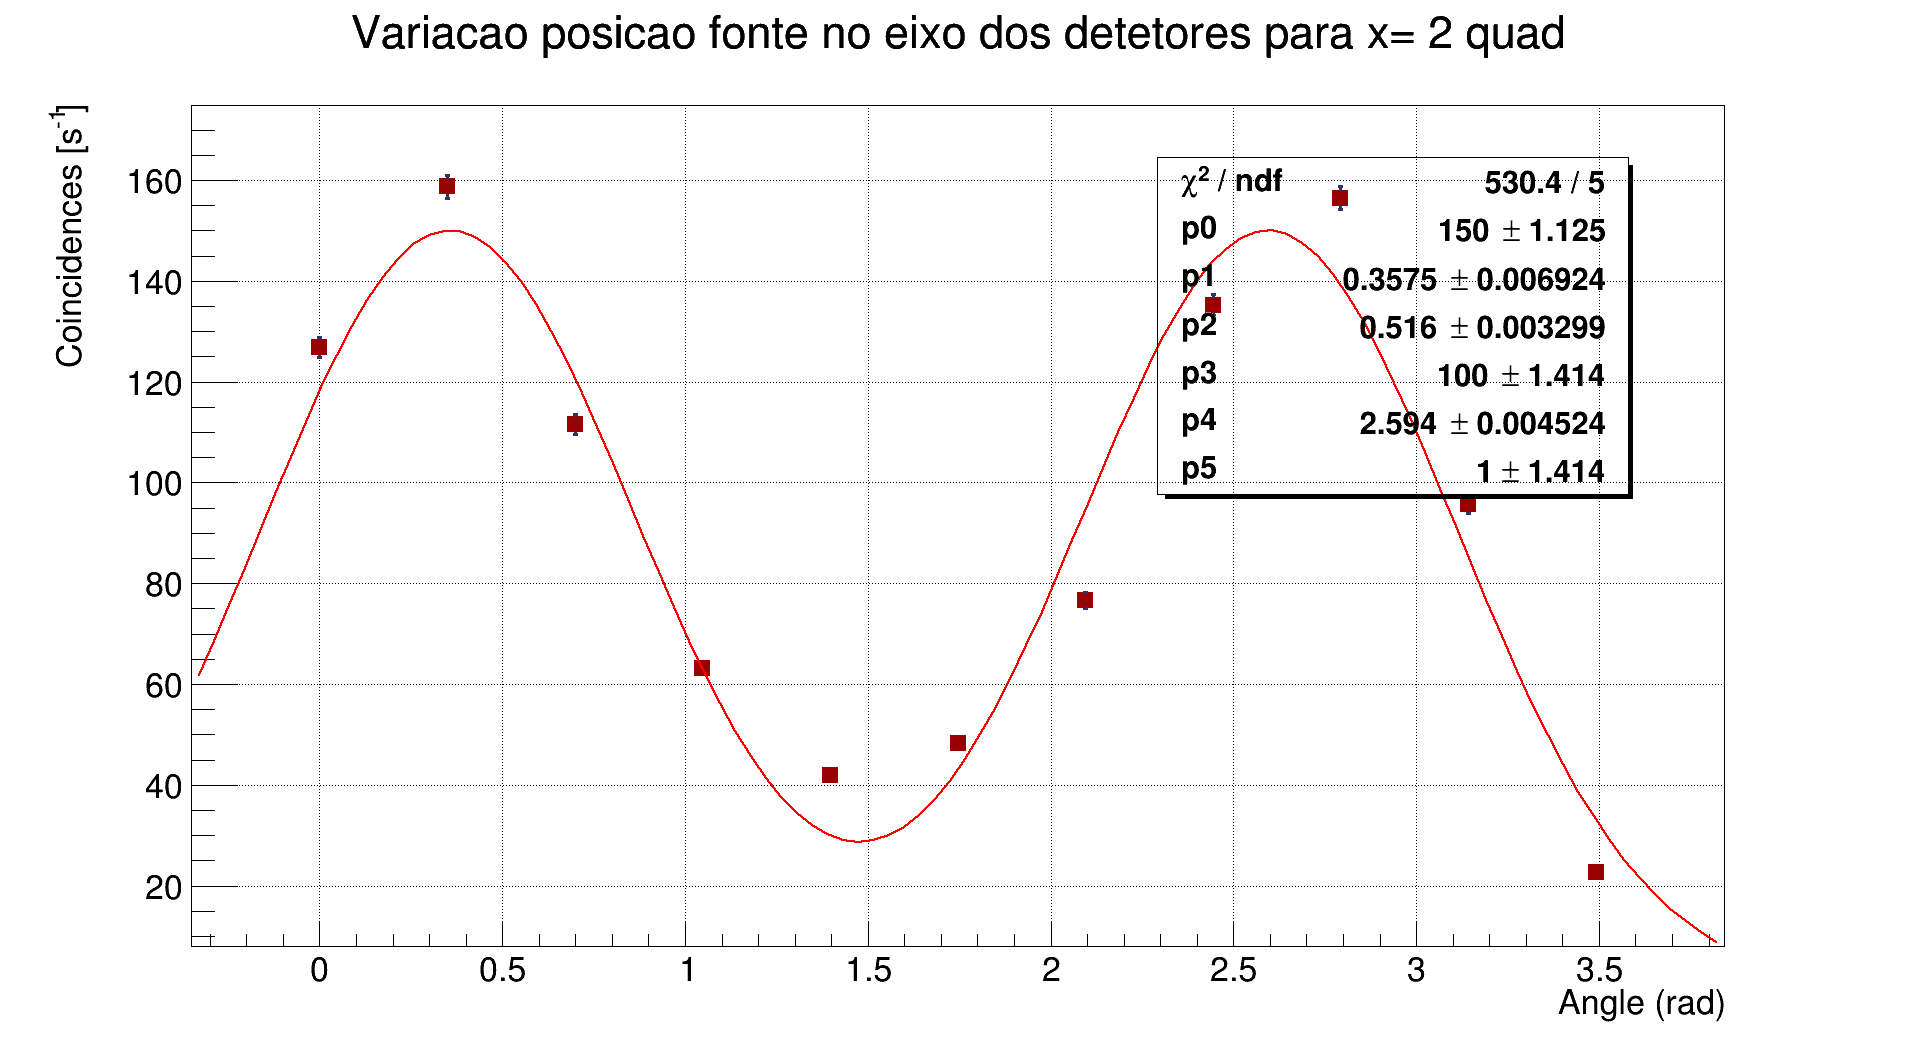 Variacao posicao fonte no eixo dos detetores para x= 2 quad
Coincidences [s⁻¹]
160
140
120
100
80
60
40
20
χ² / ndf 530.4 / 5
p0 150 ± 1.125
p1 0.3575 ± 0.006924
p2 0.516 ± 0.003299
p3 100 ± 1.414
p4 2.594 ± 0.004524
p5 1 ± 1.414
0 0.5 1 1.5 2 2.5 3 3.5
Angle (rad)